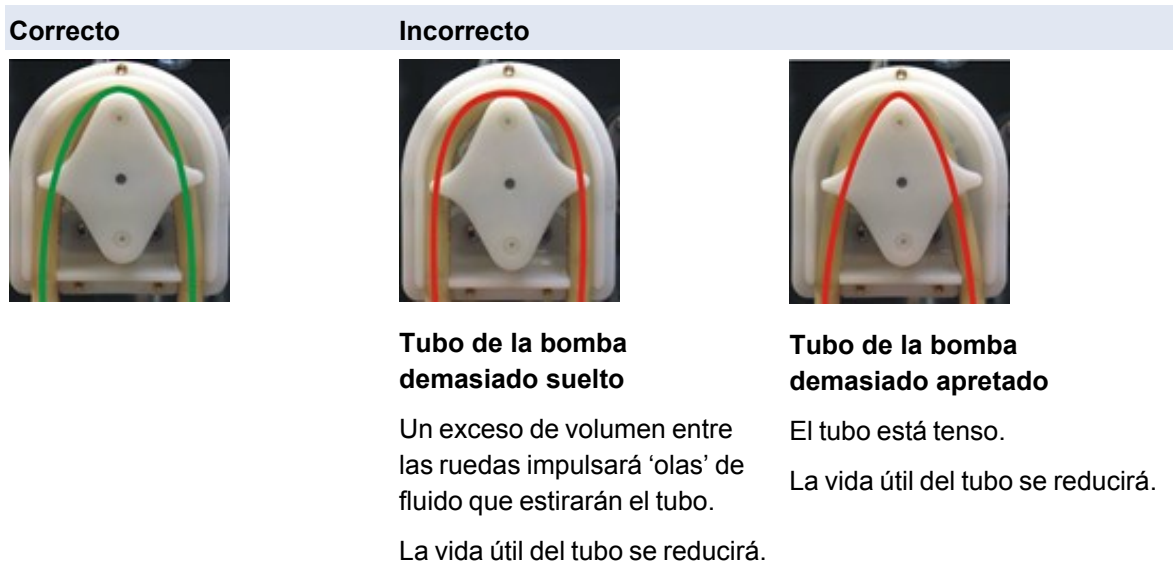 Correcto
Incorrecto
Tubo de la bomba
demasiado suelto
Un exceso de volumen entre
las ruedas impulsará ‘olas’ de
fluido que estirarán el tubo.
La vida útil del tubo se reducirá.
Tubo de la bomba
demasiado apretado
El tubo está tenso.
La vida útil del tubo se reducirá.